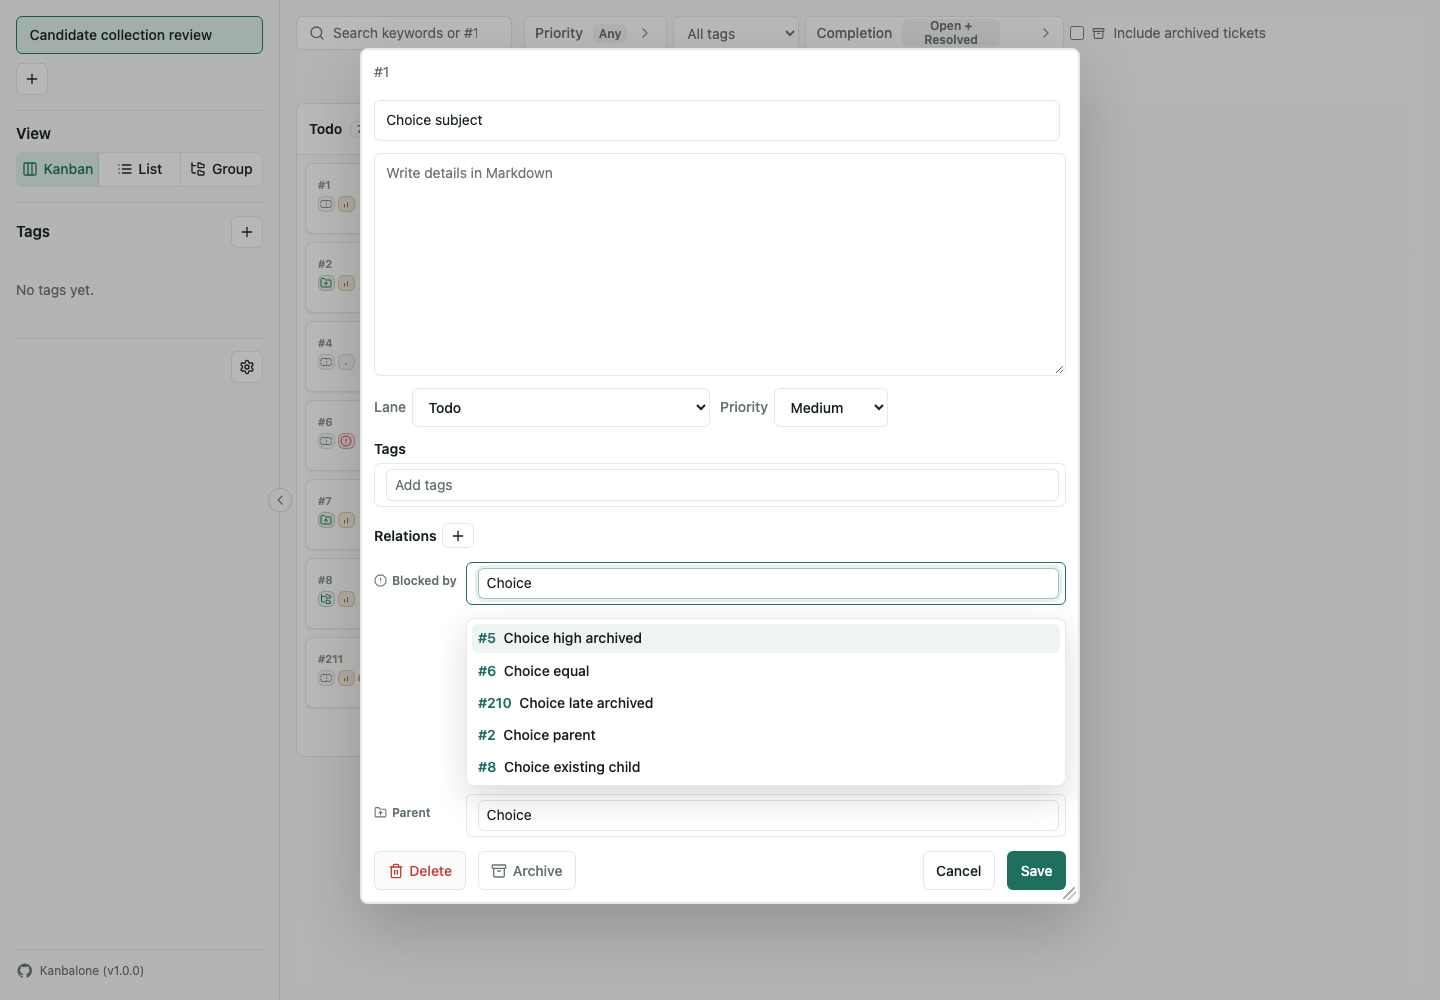 Candidate collection review
Search keywords or #1
Priority Any
All tags
Completion
Open + Resolved
Include archived tickets
View
Kanban
List
Group
Tags
No tags yet.
Kanbalone (v1.0.0)
Todo
#1
#2
#4
#6
#7
#8
#211
#1
Choice subject
Write details in Markdown
Lane
Todo
Priority
Medium
Tags
Add tags
Relations
Blocked by
Choice
#5 Choice high archived
#6 Choice equal
#210 Choice late archived
#2 Choice parent
#8 Choice existing child
Parent
Choice
Delete
Archive
Cancel
Save